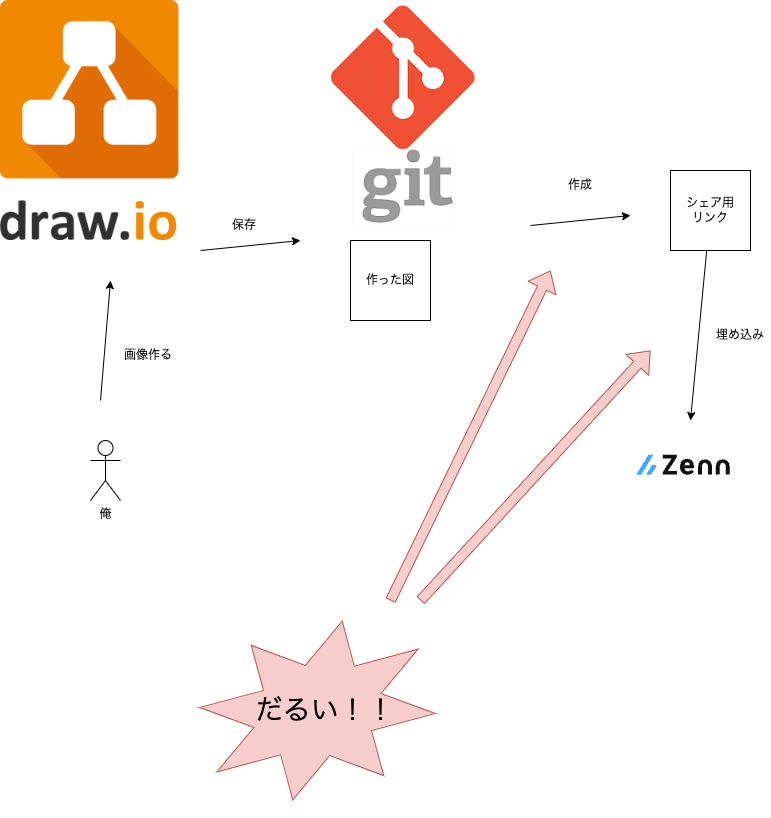 draw.io
git
保存
作成
シェア用
リンク
作った図
画像作る
埋め込み
Zenn
俺
だるい！！